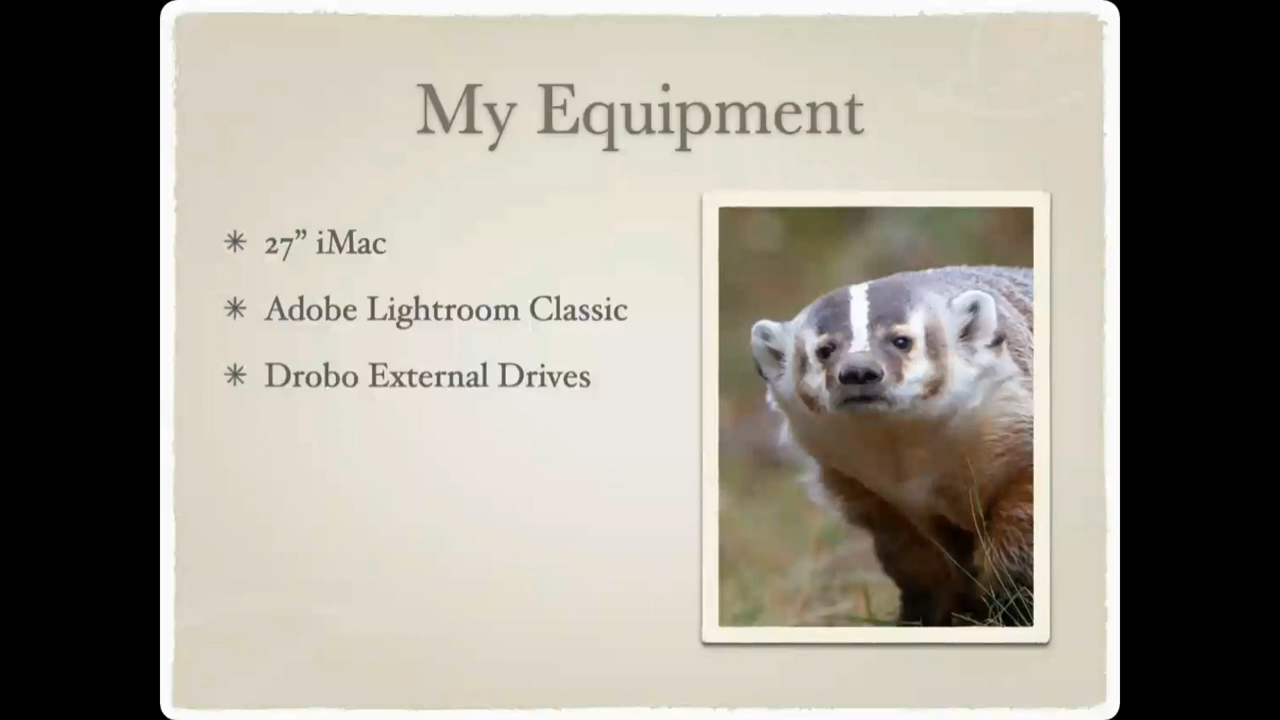 My Equipment
27” iMac
Adobe Lightroom Classic
Drobo External Drives